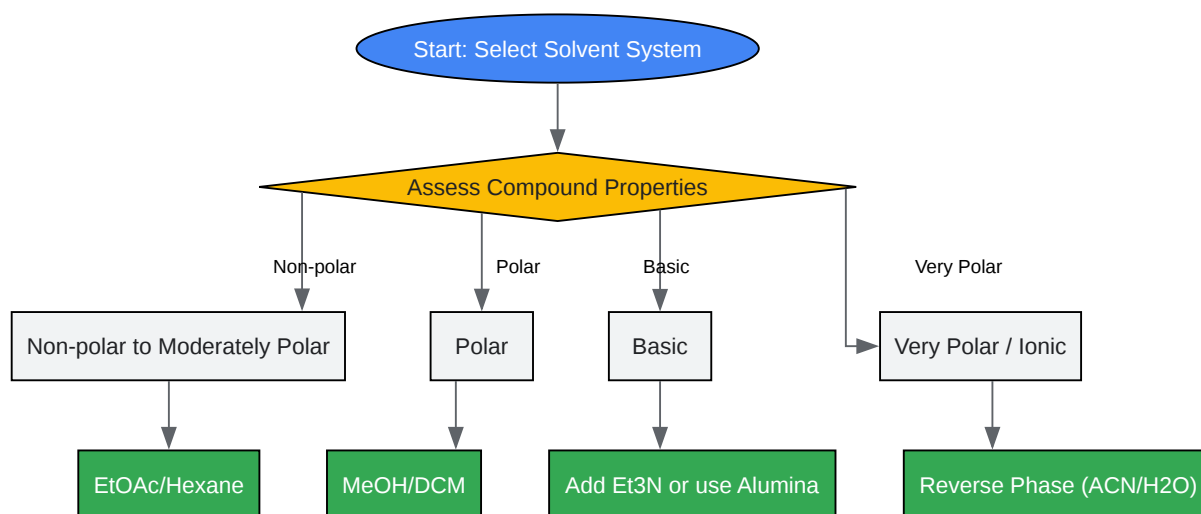 Start: Select Solvent System
Assess Compound Properties
Non-polar
Polar
Basic
Very Polar
Non-polar to Moderately Polar
Polar
Basic
Very Polar / Ionic
EtOAc/Hexane
MeOH/DCM
Add Et3N or use Alumina
Reverse Phase (ACN/H2O)